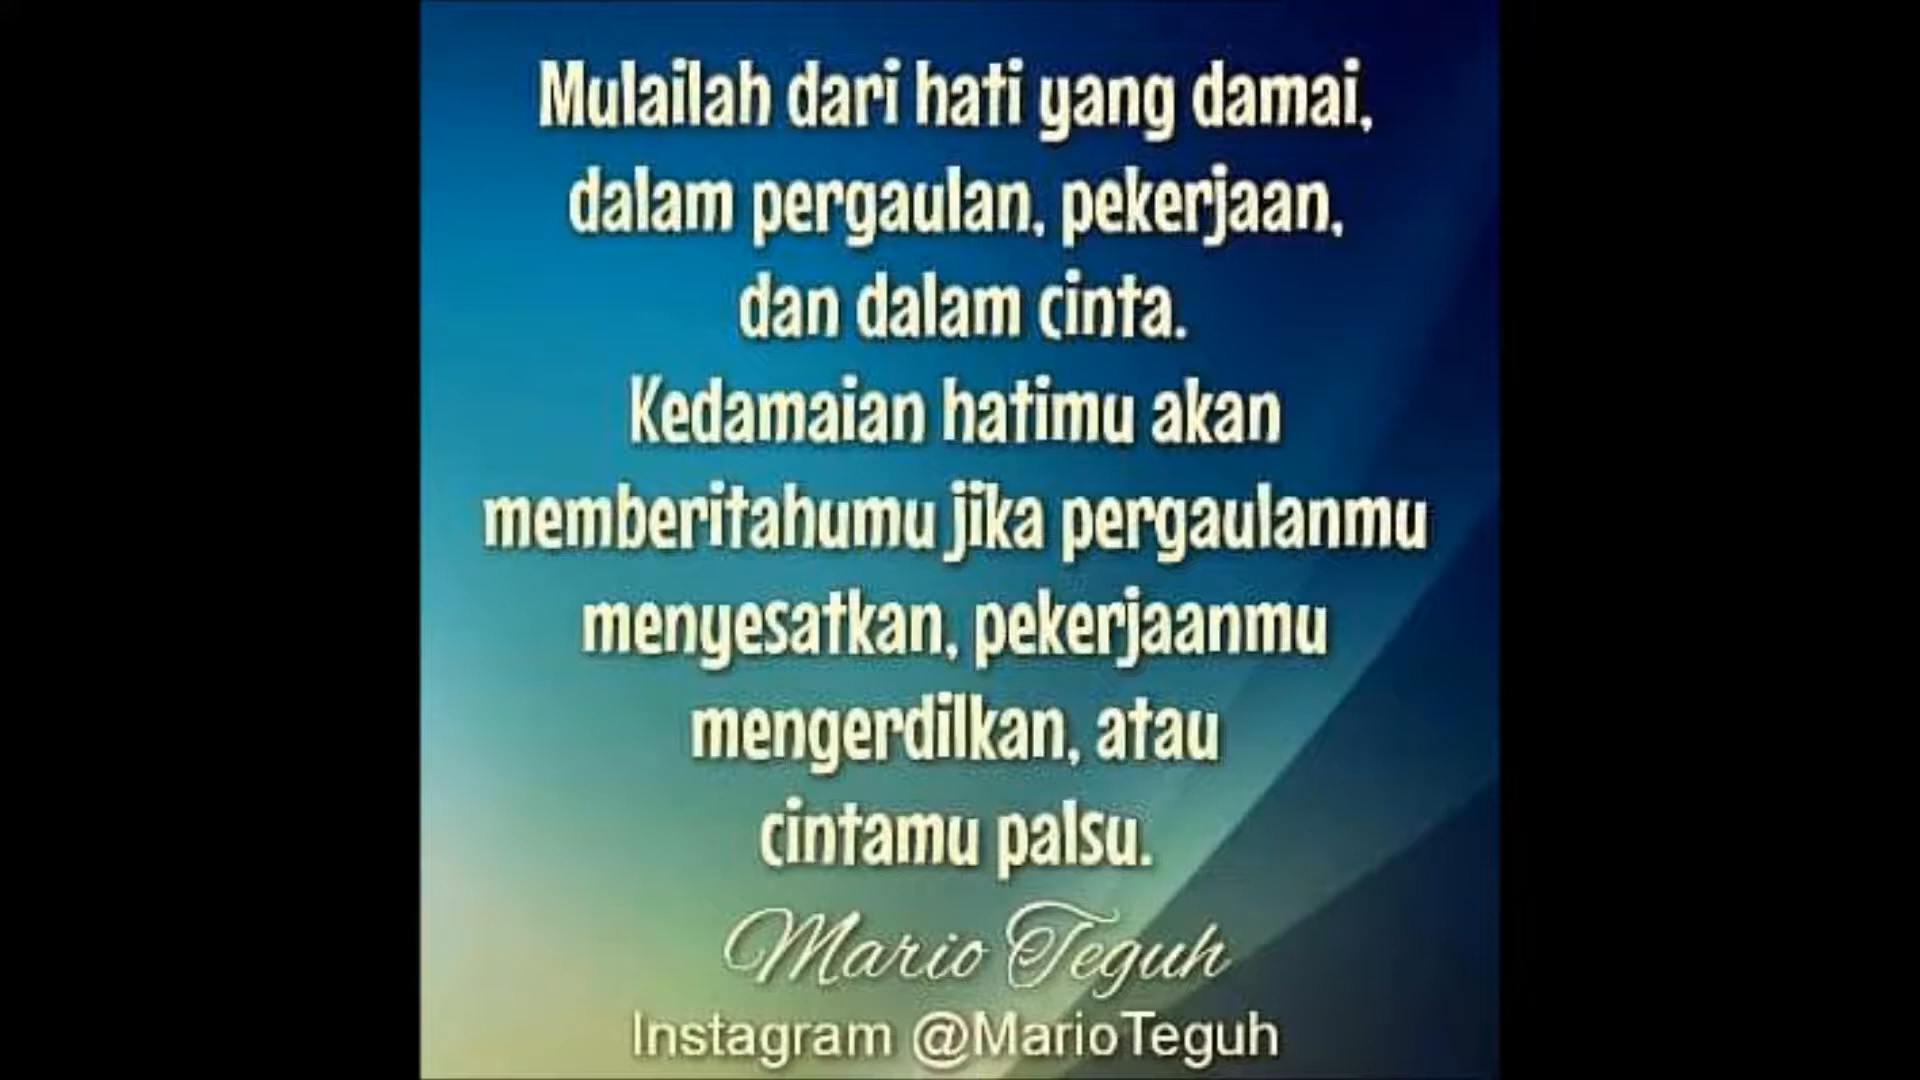 Mulailah dari hati yang damai,
dalam pergaulan, pekerjaan,
dan dalam cinta.
Kedamaian hatimu akan
memberitahumu jika pergaulanmu
menyesatkan, pekerjaanmu
mengerdilkan, atau
cintamu palsu.
Mario Teguh
Instagram @MarioTeguh